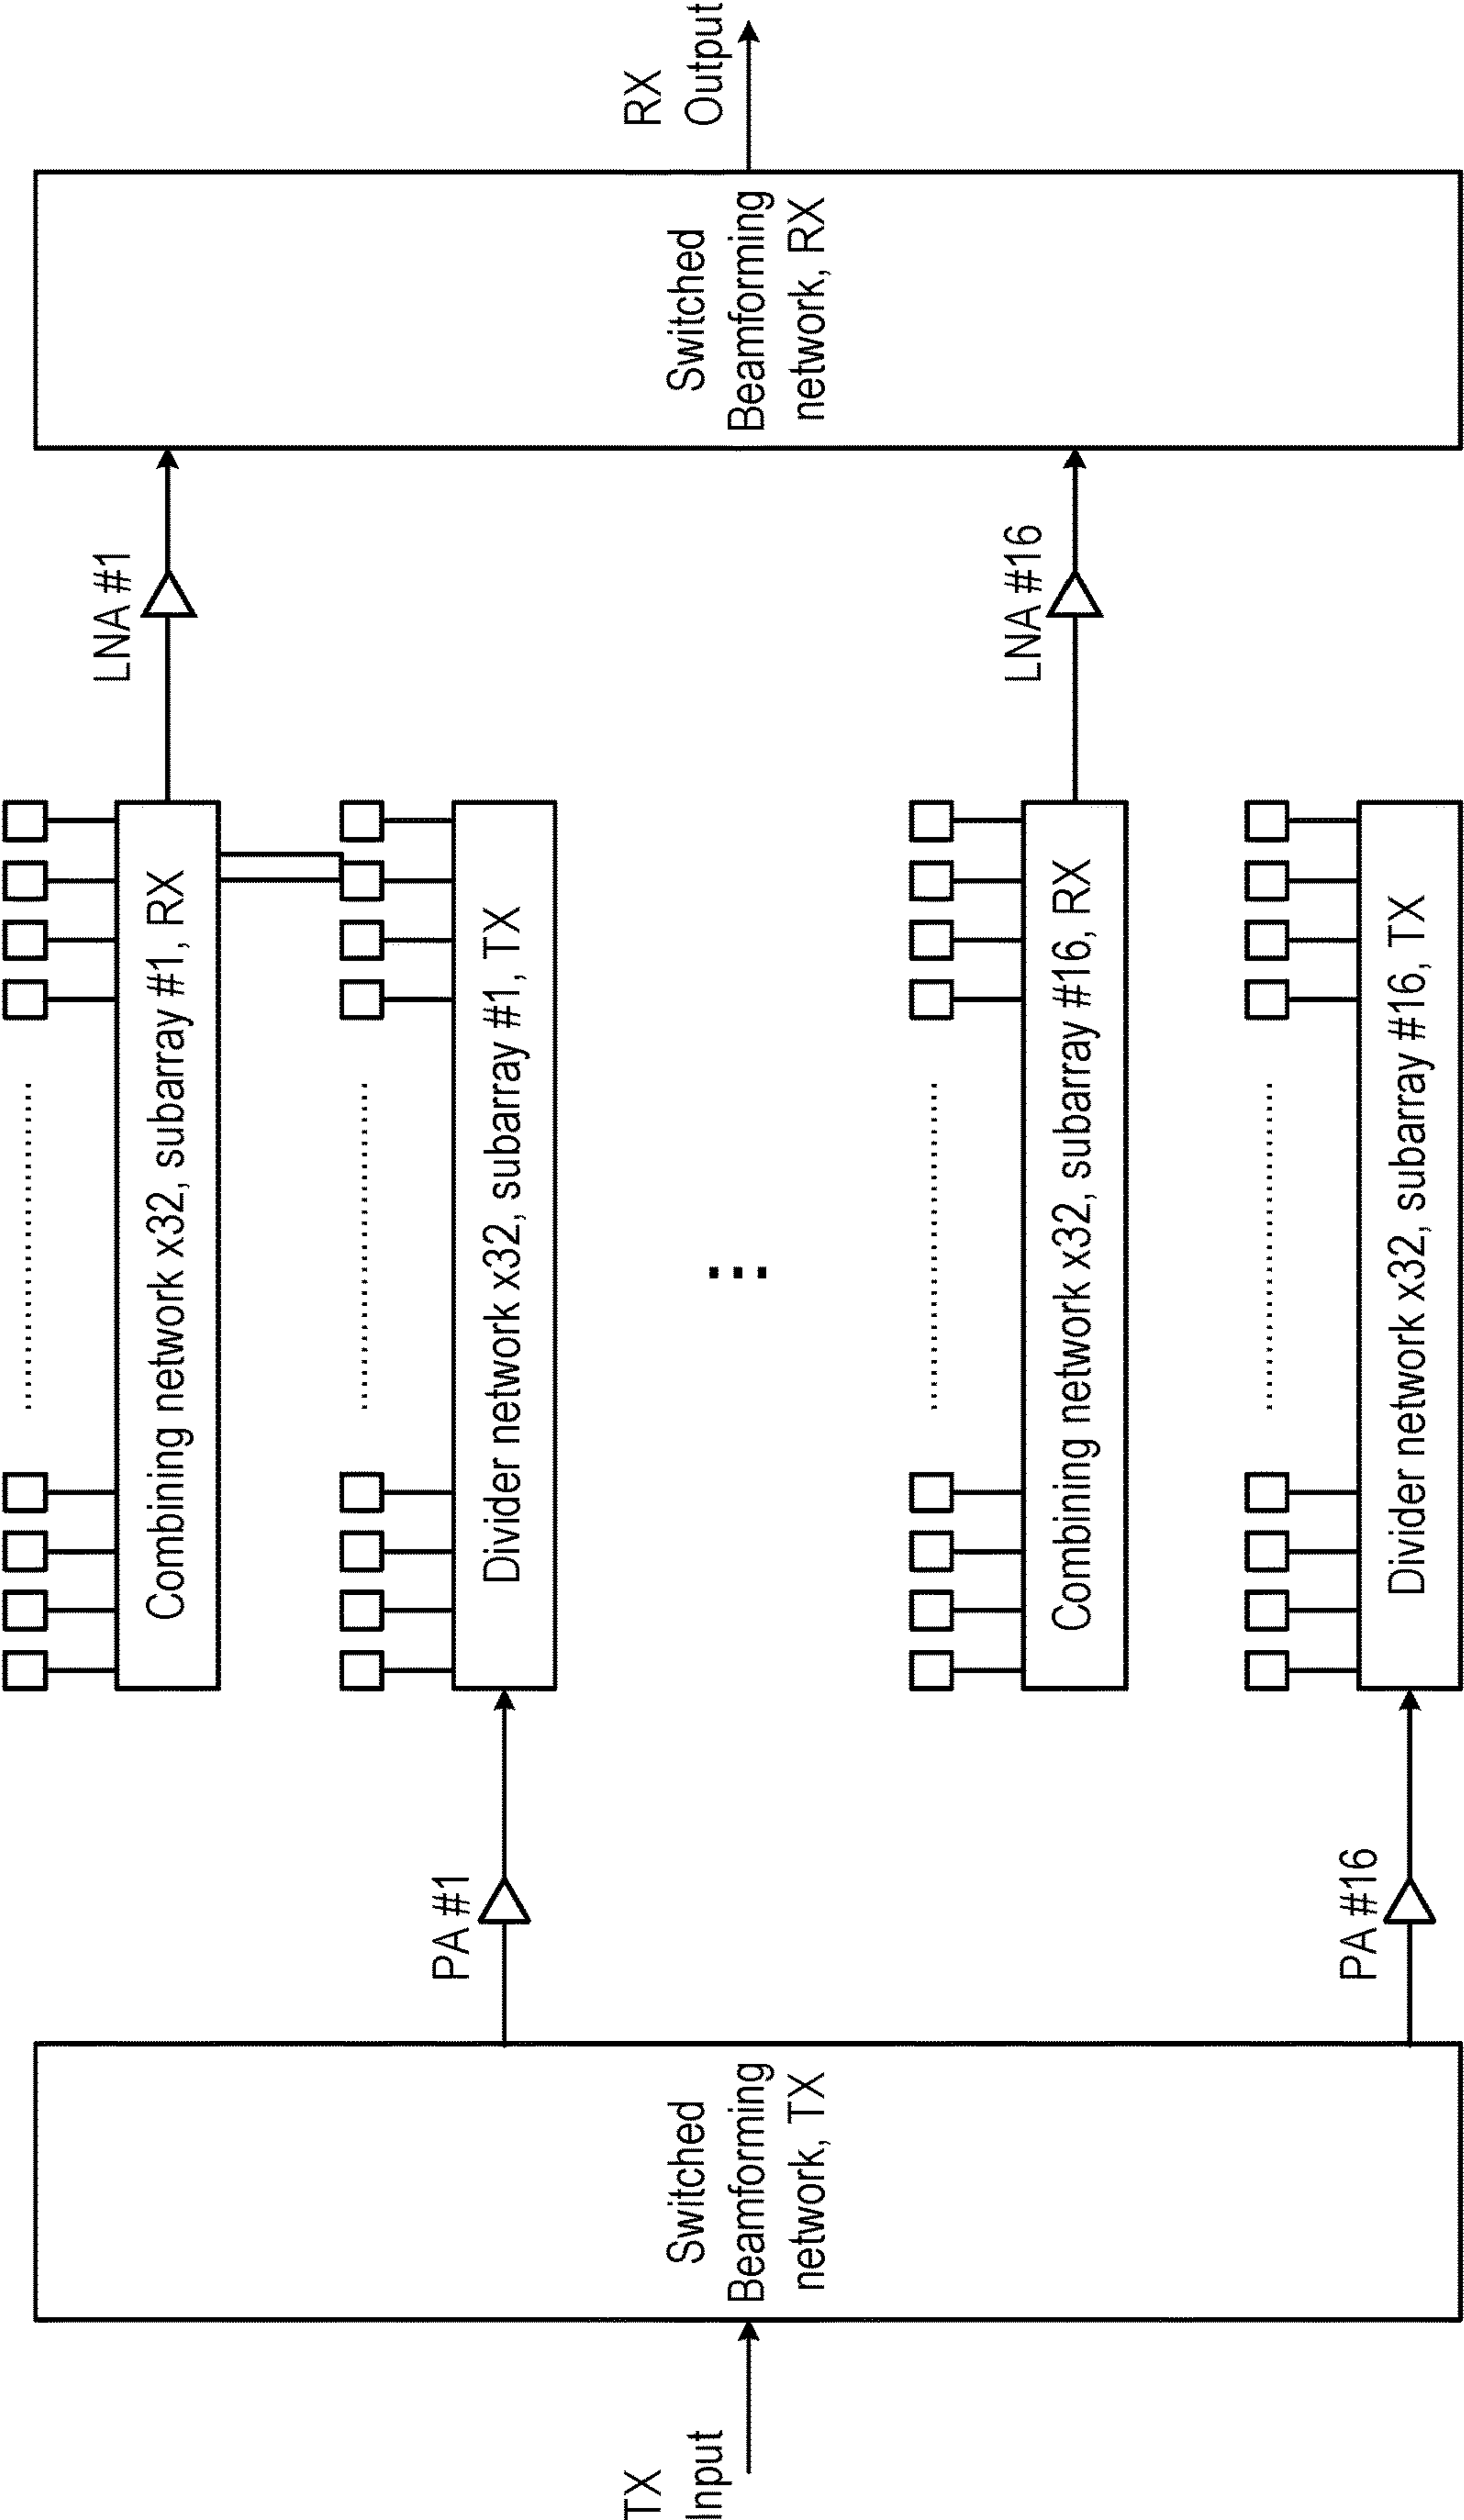 TX
Input
Switched
Beamforming
network, TX
PA #1
PA #16
Combining network x32, subarray #1, RX
Divider network x32, subarray #1, TX
Combining network x32, subarray #16, RX
Divider network x32, subarray #16, TX
LNA #1
LNA #16
Switched
Beamforming
network, RX
RX
Output